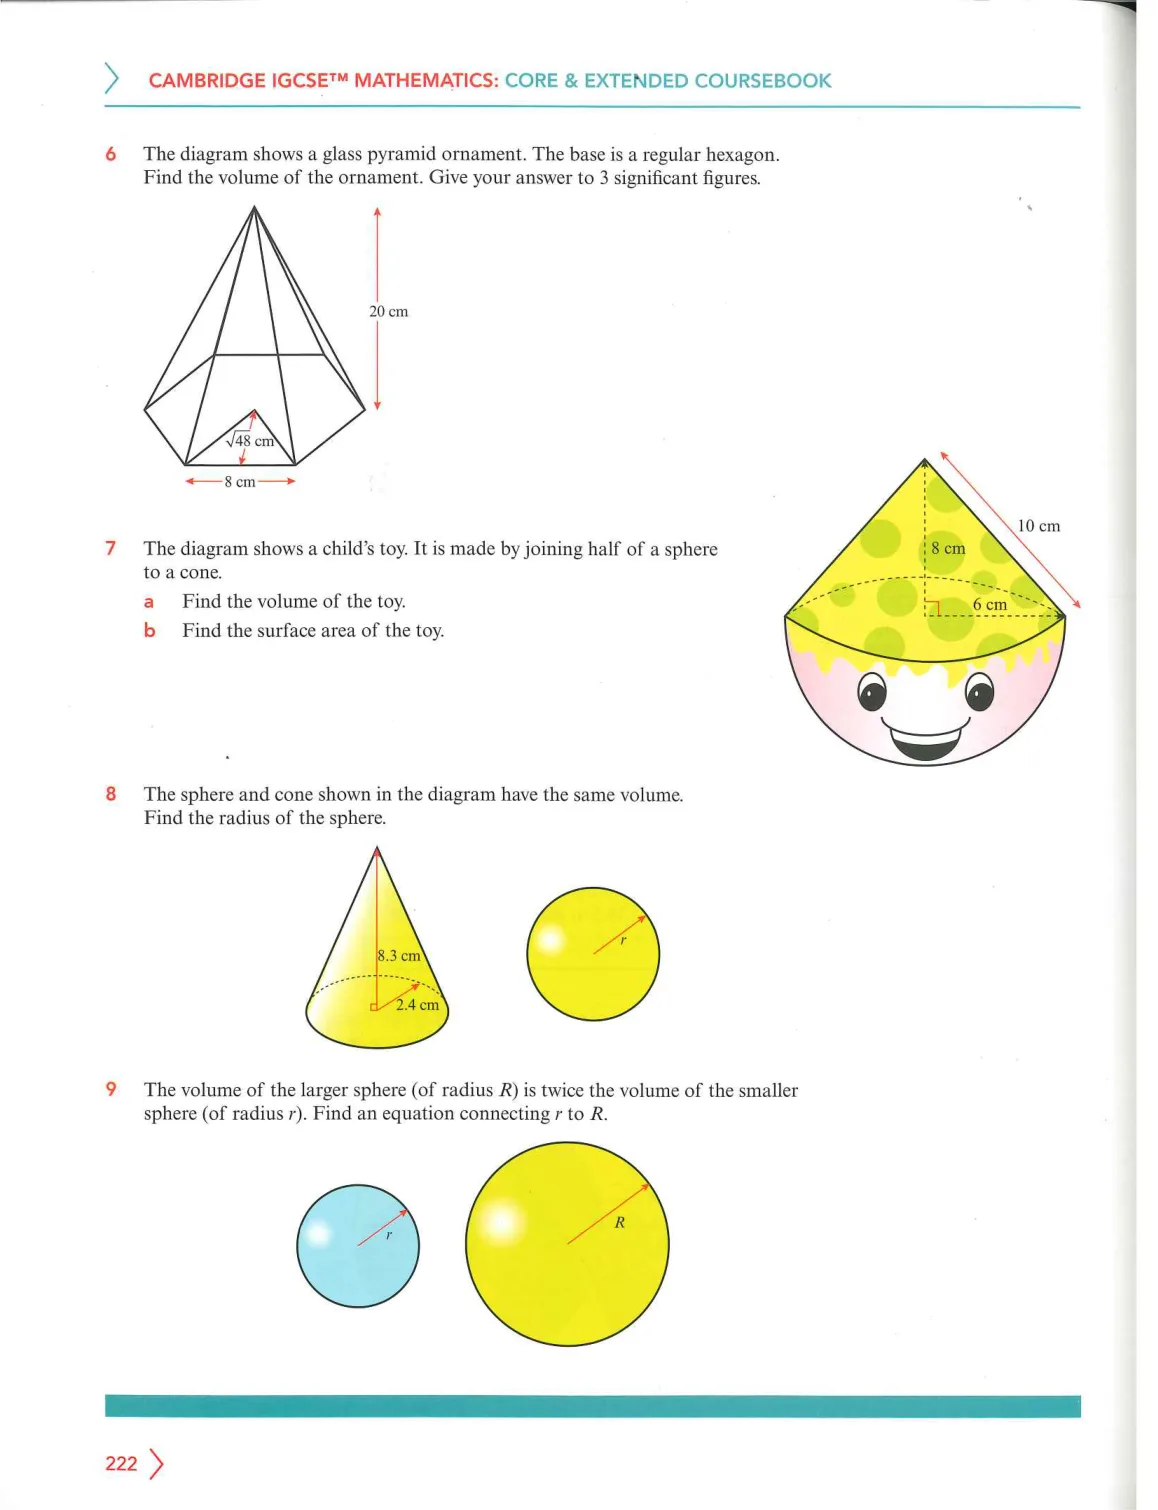 CAMBRIDGE IGCSE™ MATHEMATICS: CORE & EXTENDED COURSEBOOK
6 The diagram shows a glass pyramid ornament. The base is a regular hexagon.
Find the volume of the ornament. Give your answer to 3 significant figures.
20 cm
√48 cm
8 cm
7 The diagram shows a child’s toy. It is made by joining half of a sphere
to a cone.
a Find the volume of the toy.
b Find the surface area of the toy.
10 cm
8 cm
6 cm
8 The sphere and cone shown in the diagram have the same volume.
Find the radius of the sphere.
8.3 cm
2.4 cm
r
9 The volume of the larger sphere (of radius R) is twice the volume of the smaller
sphere (of radius r). Find an equation connecting r to R.
r
R
222